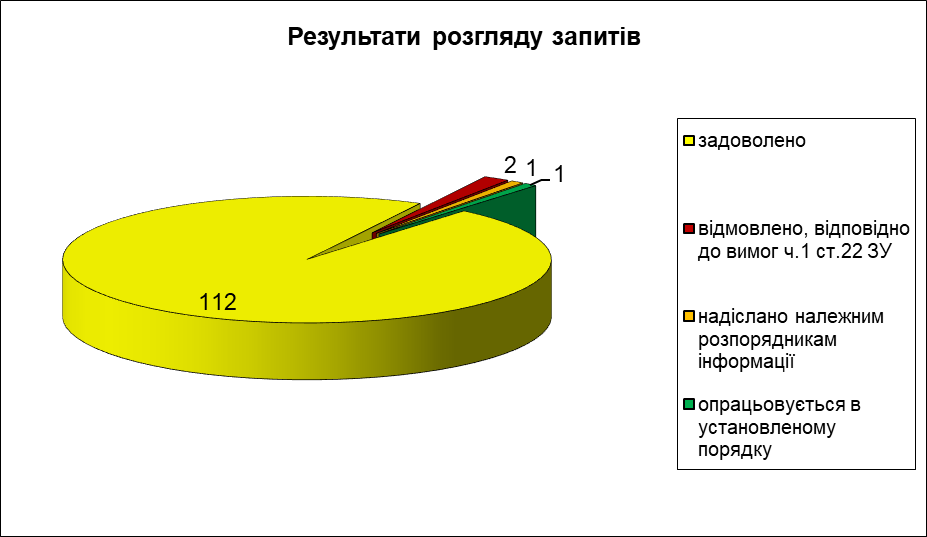 Результати розгляду запитів
2
1
1
112
задоволено
відмовлено, відповідно
до вимог ч.1 ст.22 ЗУ
надіслано належним
розпорядникам
інформації
опрацьовується в
установленому
порядку